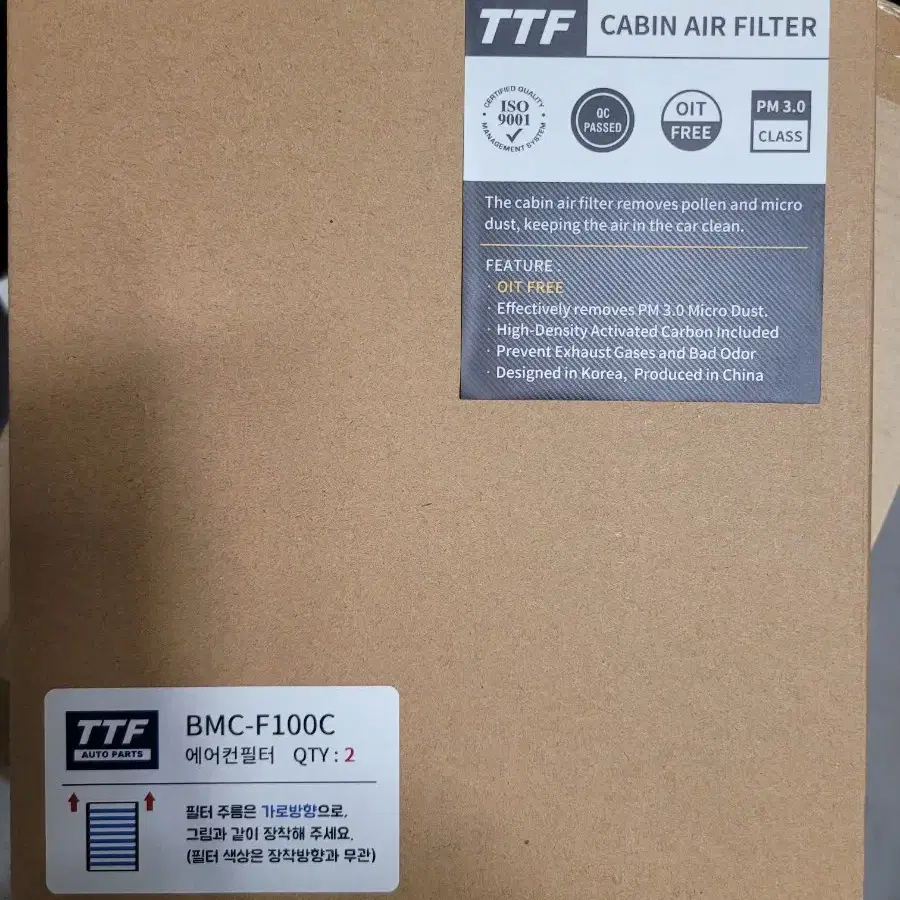 TTF CABIN AIR FILTER
CERTIFIED QUALITY
ISO
9001
MANAGEMENT SYSTEM
QC
PASSED
OIT
FREE
PM 3.0
CLASS
The cabin air filter removes pollen and micro
dust, keeping the air in the car clean.
FEATURE :
· OIT FREE
· Effectively removes PM 3.0 Micro Dust.
· High-Density Activated Carbon Included
· Prevent Exhaust Gases and Bad Odor
· Designed in Korea, Produced in China
TTF
AUTO PARTS
BMC-F100C
에어컨필터 QTY : 2
필터 주름은 가로방향으로,
그림과 같이 장착해 주세요.
(필터 색상은 장착방향과 무관)